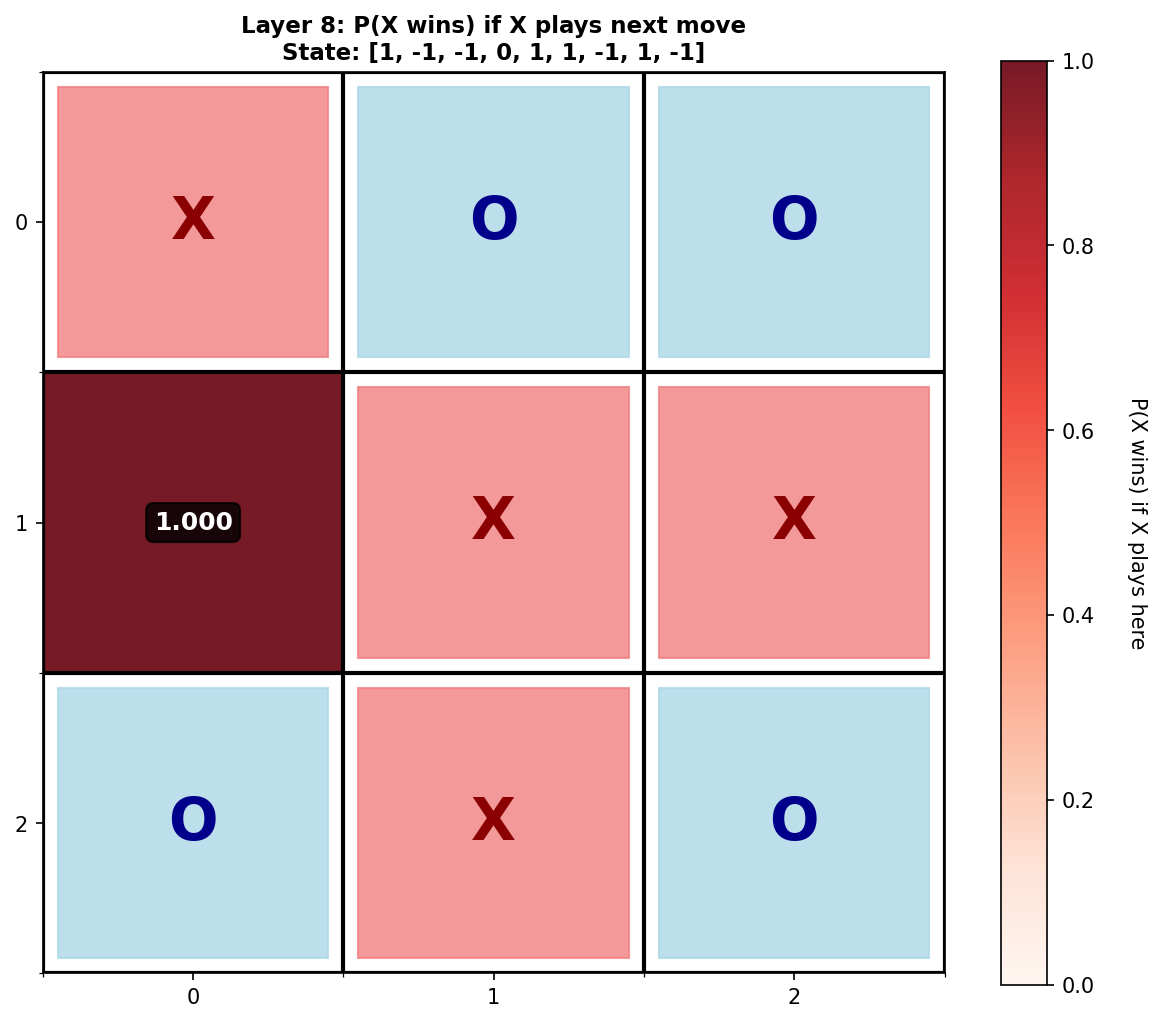 Layer 8: P(X wins) if X plays next move
State: [1, -1, -1, 0, 1, 1, -1, 1, -1]
X O O
1.000 X X
O X O
0
1
2
0 1 2
1.0
0.8
0.6
0.4
0.2
0.0
P(X wins) if X plays here